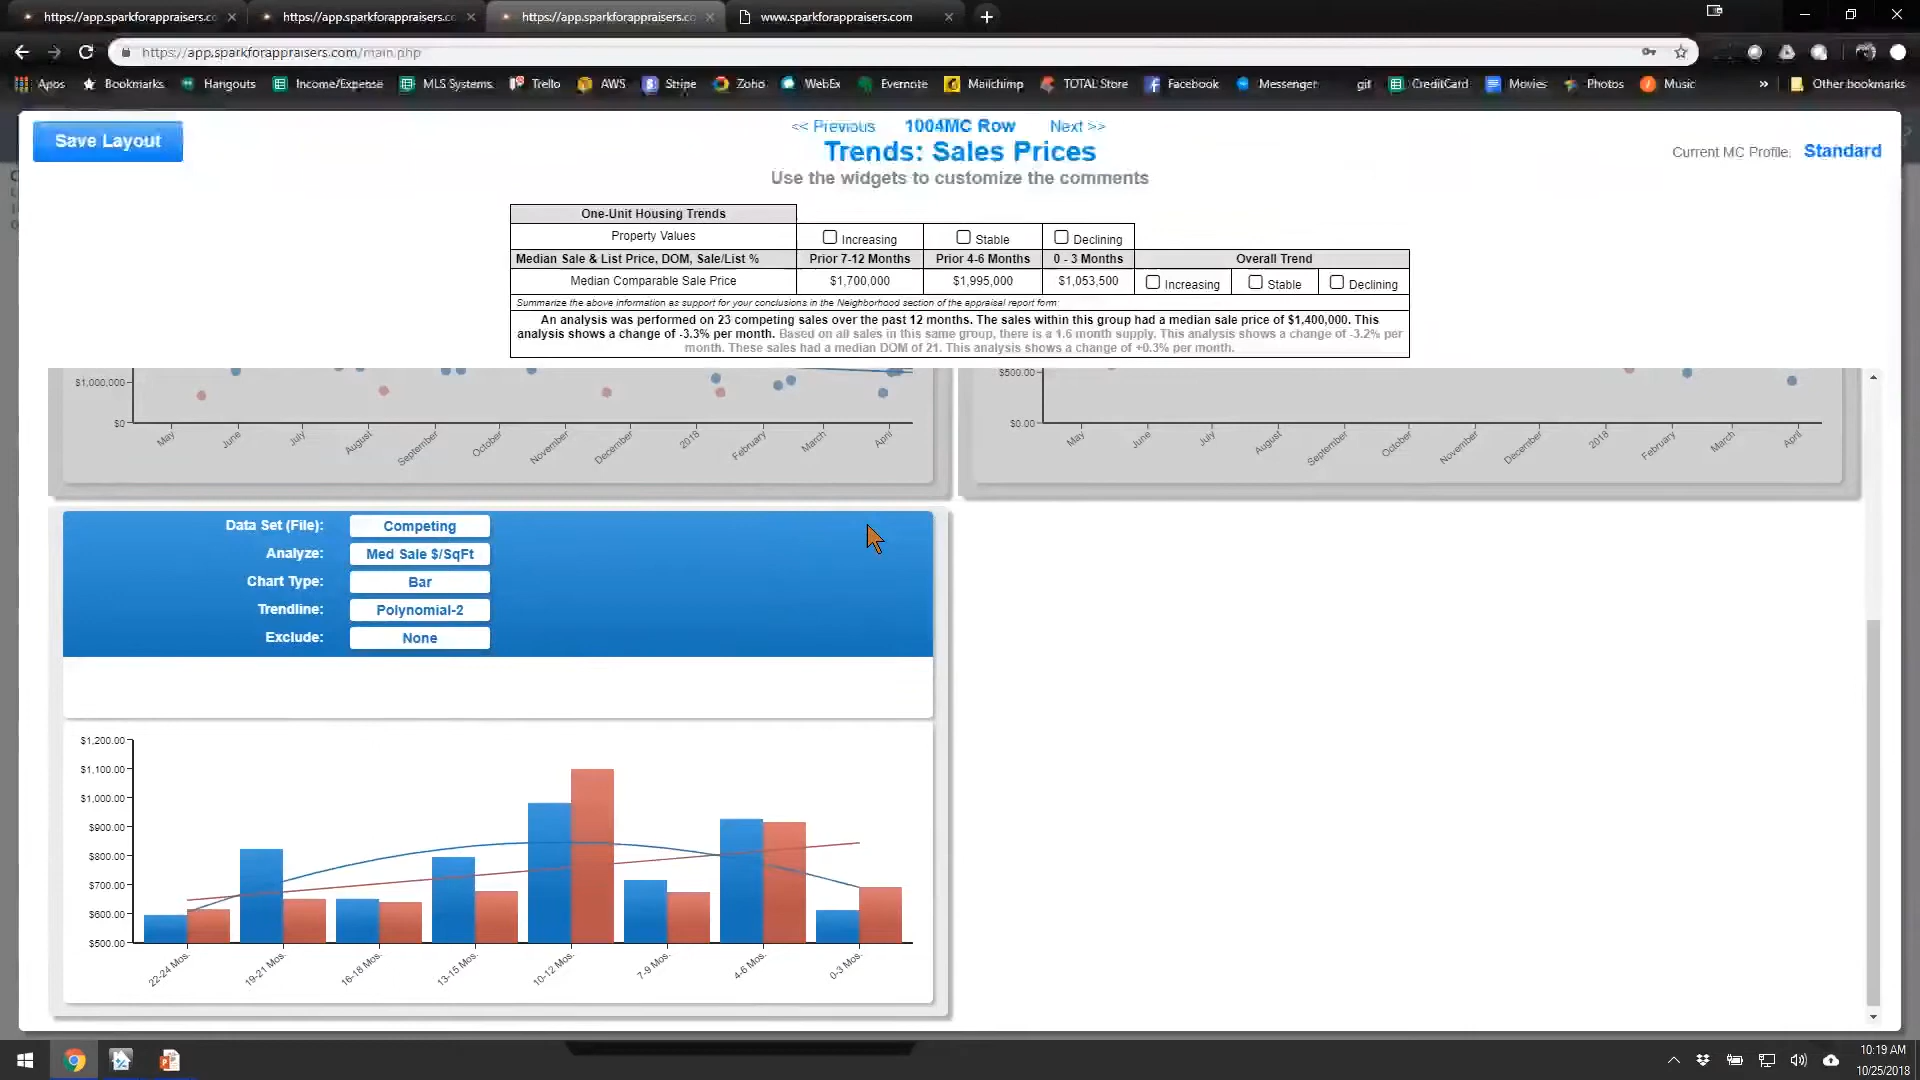 https://app.sparkforappraisers.cc
https://app.sparkforappraisers.cc
https://app.sparkforappraisers.cc
www.sparkforappraisers.com
https://app.sparkforappraisers.com/main.php
Apps Bookmarks Hangouts Income/Expense MLS Systems Trello AWS Stripe Zoho WebEx Evernote Mailchimp TOTAL Store Facebook Messenger git CreditCard Movies Photos Music » Other bookmarks
Save Layout
<< Previous 1004MC Row Next >>
Trends: Sales Prices
Use the widgets to customize the comments
Current MC Profile: Standard
One-Unit Housing Trends
Property Values Increasing Stable Declining
Median Sale & List Price, DOM, Sale/List % Prior 7-12 Months Prior 4-6 Months 0 - 3 Months Overall Trend
Median Comparable Sale Price $1,700,000 $1,995,000 $1,053,500 Increasing Stable Declining
Summarize the above information as support for your conclusions in the Neighborhood section of the appraisal report form:
An analysis was performed on 23 competing sales over the past 12 months. The sales within this group had a median sale price of $1,400,000. This
analysis shows a change of -3.3% per month. Based on all sales in this same group, there is a 1.6 month supply. This analysis shows a change of -3.2% per
month. These sales had a median DOM of 21. This analysis shows a change of +0.3% per month.
$1,000,000
$0
May June July August September October November December 2018 February March April
$500.00
$0.00
May June July August September October November December 2018 February March April
Data Set (File): Competing
Analyze: Med Sale $/SqFt
Chart Type: Bar
Trendline: Polynomial-2
Exclude: None
$1,200.00
$1,100.00
$1,000.00
$900.00
$800.00
$700.00
$600.00
$500.00
22-24 Mos. 19-21 Mos. 16-18 Mos. 13-15 Mos. 10-12 Mos. 7-9 Mos. 4-6 Mos. 0-3 Mos.
10:19 AM
10/25/2018